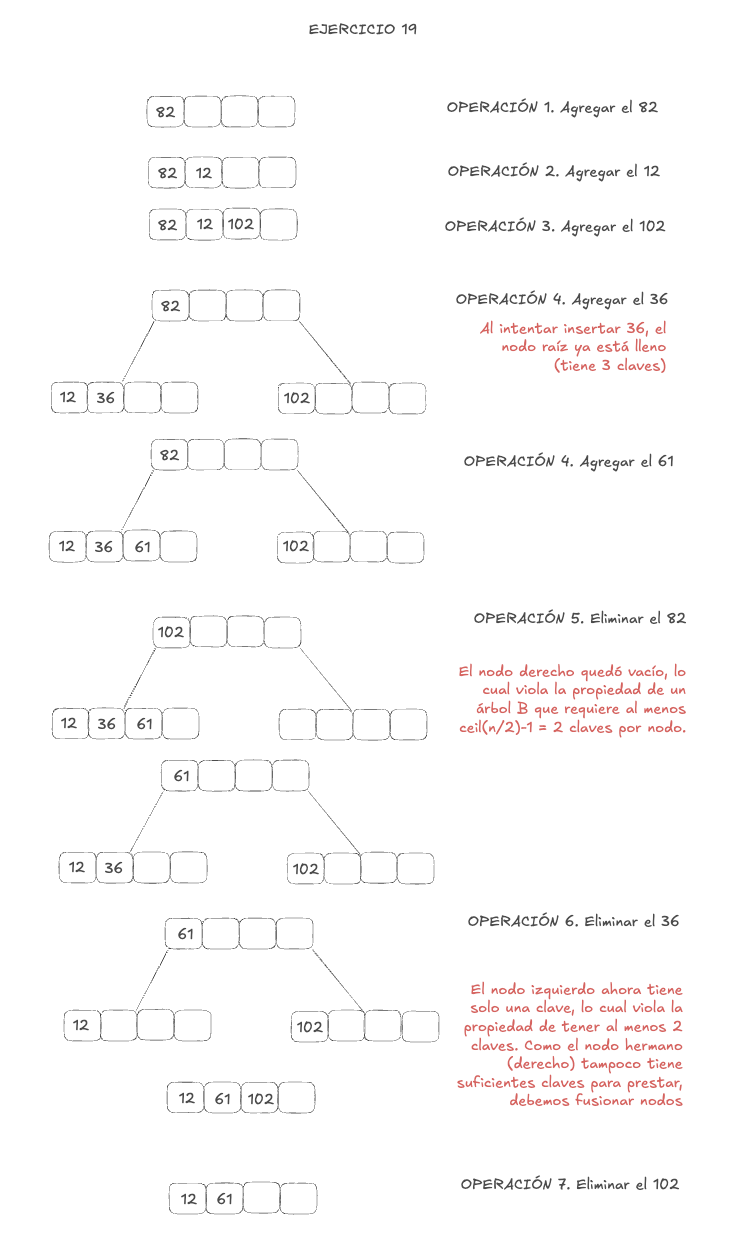 EJERCICIO 19
82
OPERACIÓN 1. Agregar el 82
82 12
OPERACIÓN 2. Agregar el 12
82 12 102
OPERACIÓN 3. Agregar el 102
82
OPERACIÓN 4. Agregar el 36
Al intentar insertar 36, el
nodo raíz ya está lleno
(tiene 3 claves)
12 36
102
82
OPERACIÓN 4. Agregar el 61
12 36 61
102
OPERACIÓN 5. Eliminar el 82
102
El nodo derecho quedó vacío, lo
cual viola la propiedad de un
árbol B que requiere al menos
ceil(n/2)-1 = 2 claves por nodo.
12 36 61
61
12 36
102
OPERACIÓN 6. Eliminar el 36
61
El nodo izquierdo ahora tiene
solo una clave, lo cual viola la
propiedad de tener al menos 2
claves. Como el nodo hermano
(derecho) tampoco tiene
suficientes claves para prestar,
debemos fusionar nodos
12
102
12 61 102
OPERACIÓN 7. Eliminar el 102
12 61